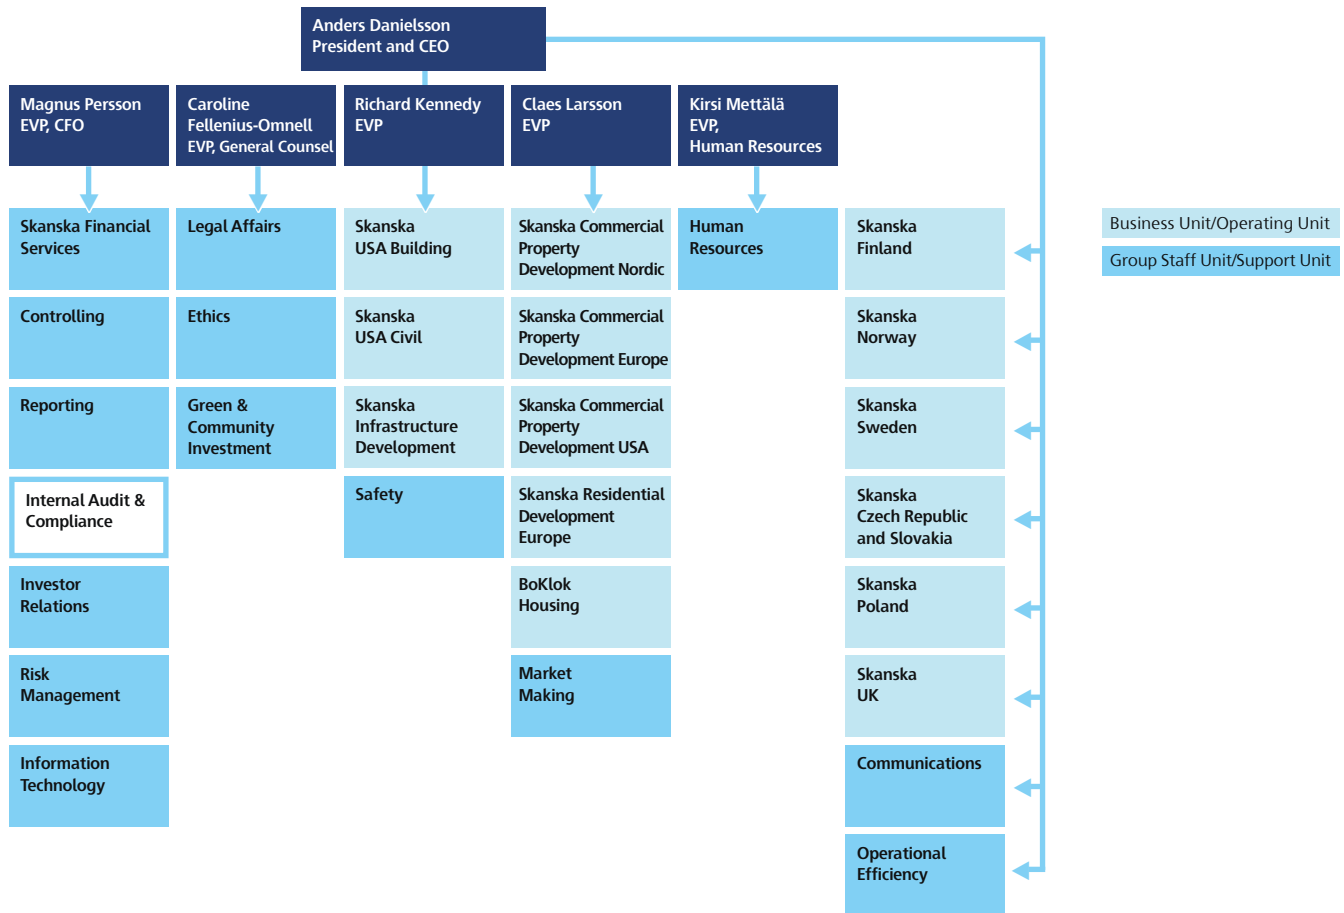 Anders Danielsson
President and CEO
Magnus Persson
EVP, CFO
Caroline
Fellenius-Omnell
EVP, General Counsel
Richard Kennedy
EVP
Claes Larsson
EVP
Kirsi Mettälä
EVP,
Human Resources
Skanska Financial
Services
Controlling
Reporting
Internal Audit &
Compliance
Investor
Relations
Risk
Management
Information
Technology
Legal Affairs
Ethics
Green &
Community
Investment
Skanska
USA Building
Skanska
USA Civil
Skanska
Infrastructure
Development
Safety
Skanska Commercial
Property
Development Nordic
Skanska Commercial
Property
Development Europe
Skanska Commercial
Property
Development USA
Skanska Residential
Development
Europe
BoKlok
Housing
Market
Making
Human
Resources
Skanska
Finland
Skanska
Norway
Skanska
Sweden
Skanska
Czech Republic
and Slovakia
Skanska
Poland
Skanska
UK
Communications
Operational
Efficiency
Business Unit/Operating Unit
Group Staff Unit/Support Unit